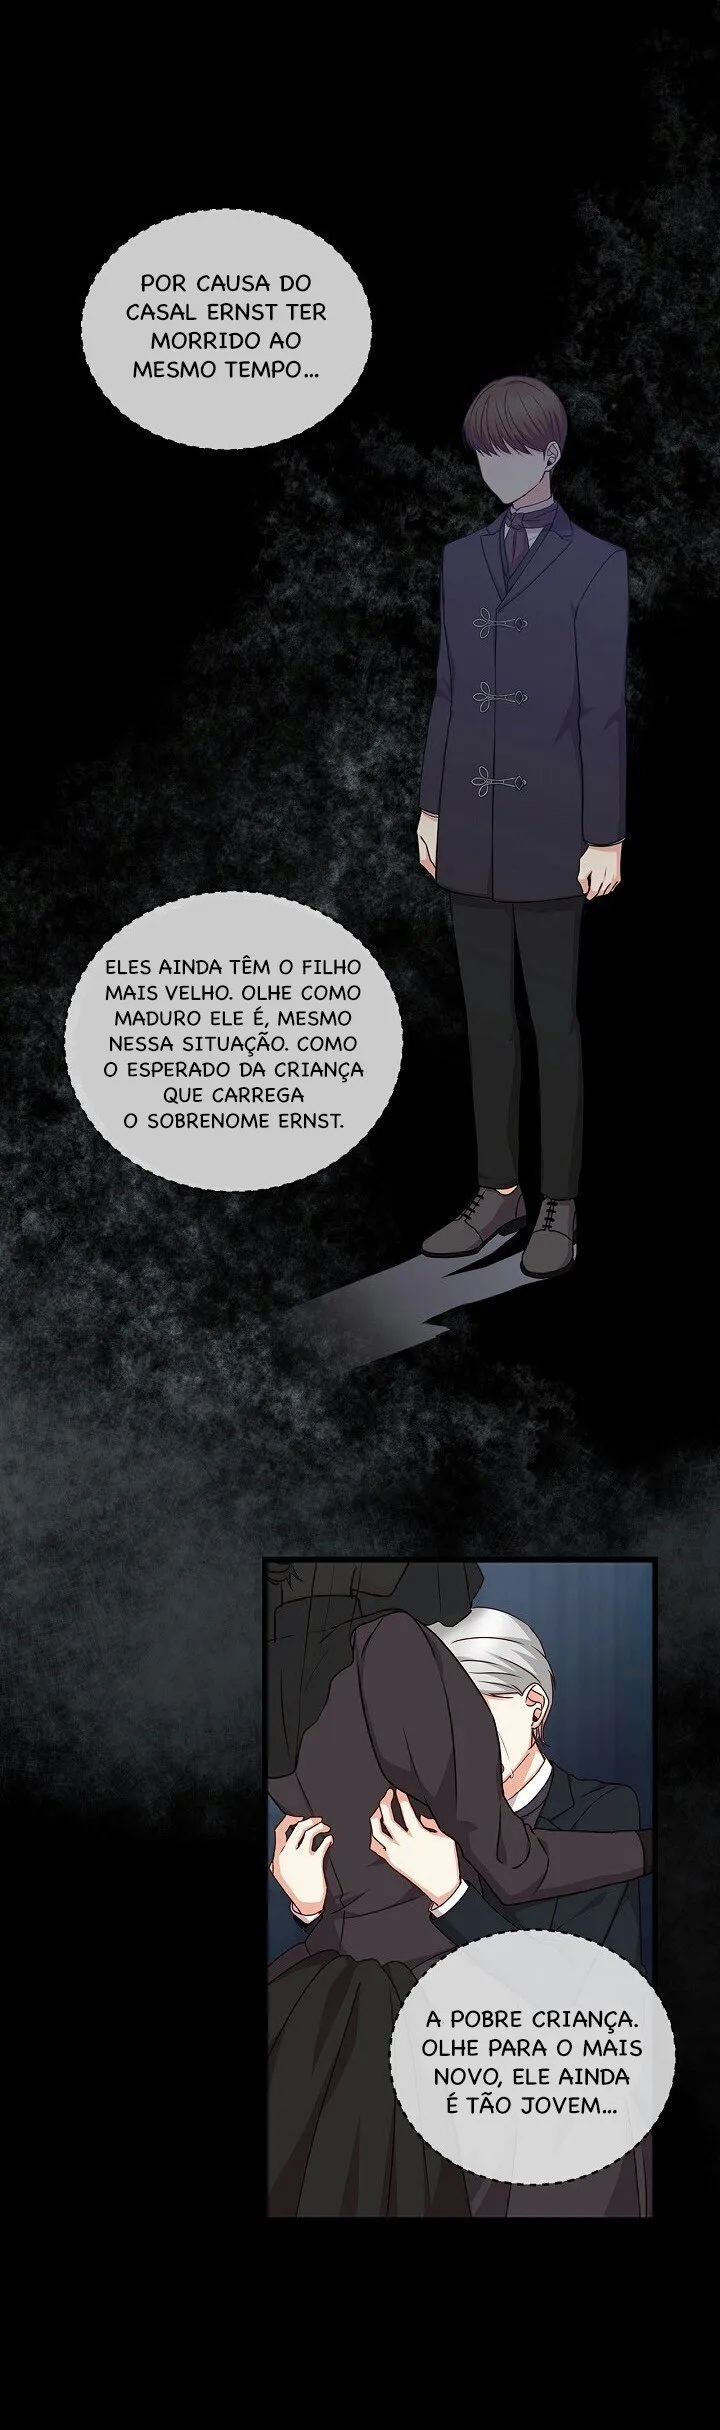 POR CAUSA DO
CASAL ERNST TER
MORRIDO AO
MESMO TEMPO...
ELES AINDA TÊM O FILHO
MAIS VELHO. OLHE COMO
MADURO ELE É, MESMO
NESSA SITUAÇÃO. COMO
O ESPERADO DA CRIANÇA
QUE CARREGA
O SOBRENOME ERNST.
A POBRE CRIANÇA.
OLHE PARA O MAIS
NOVO, ELE AINDA
É TÃO JOVEM...